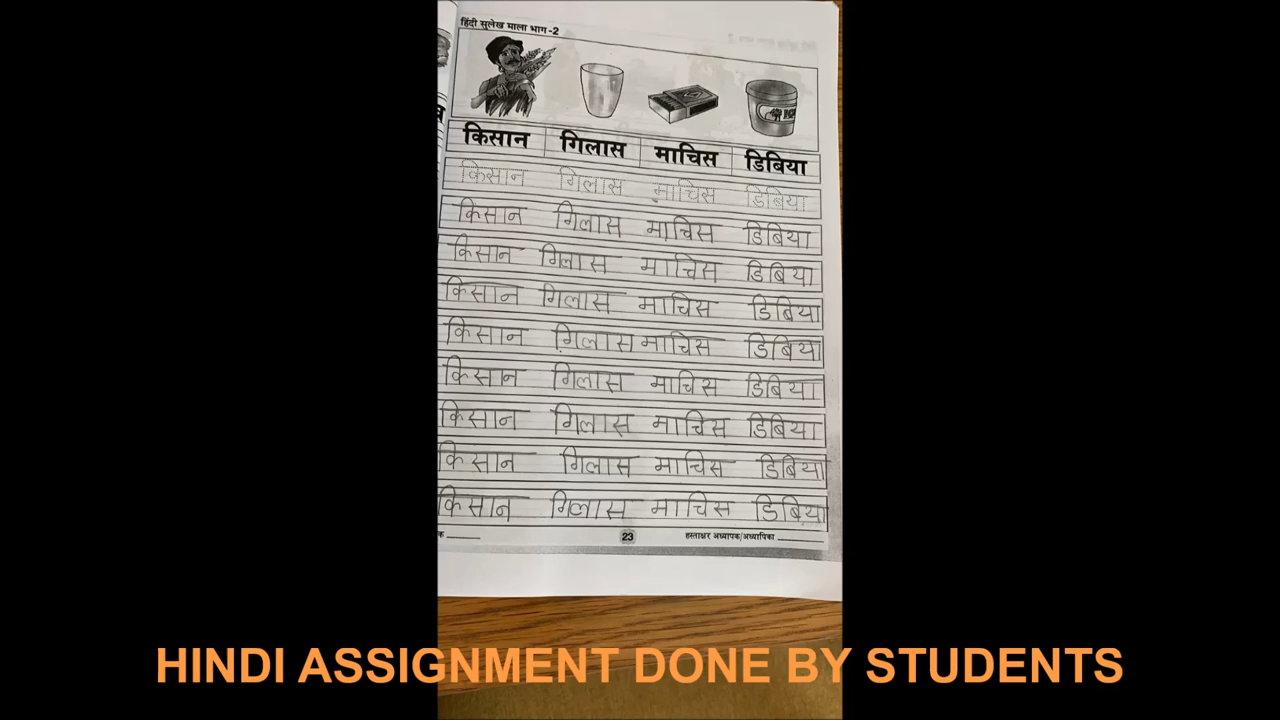 हिंदी सुलेख माला भाग-2
किसान गिलास माचिस डिबिया
किसान गिलास माचिस डिबिया
किसान गिलास माचिस डिबिया
किसान गिलास माचिस डिबिया
किसान गिलास माचिस डिबिया
किसान गिलास माचिस डिबिया
किसान गिलास माचिस डिबिया
किसान गिलास माचिस डिबिया
किसान गिलास माचिस डिबिया
किसान गिलास माचिस डिबिया
23 हस्ताक्षर अध्यापक/अध्यापिका
HINDI ASSIGNMENT DONE BY STUDENTS